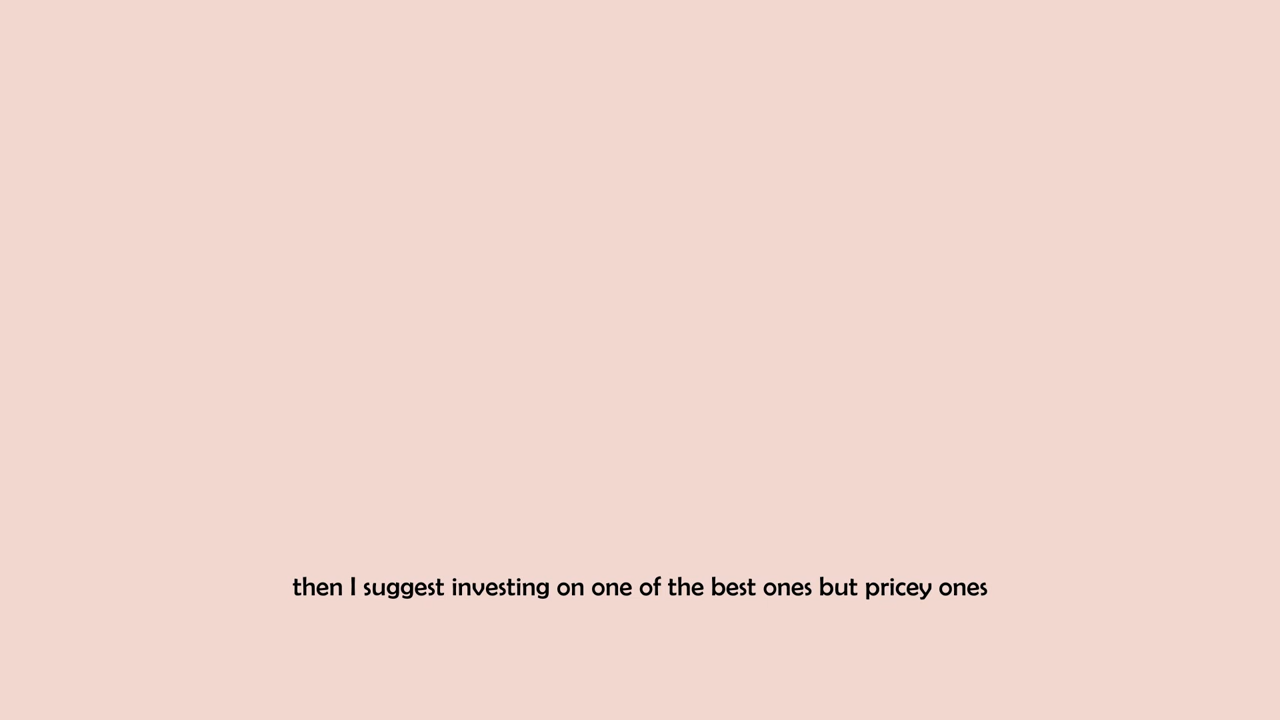 then I suggest investing on one of the best ones but pricey ones